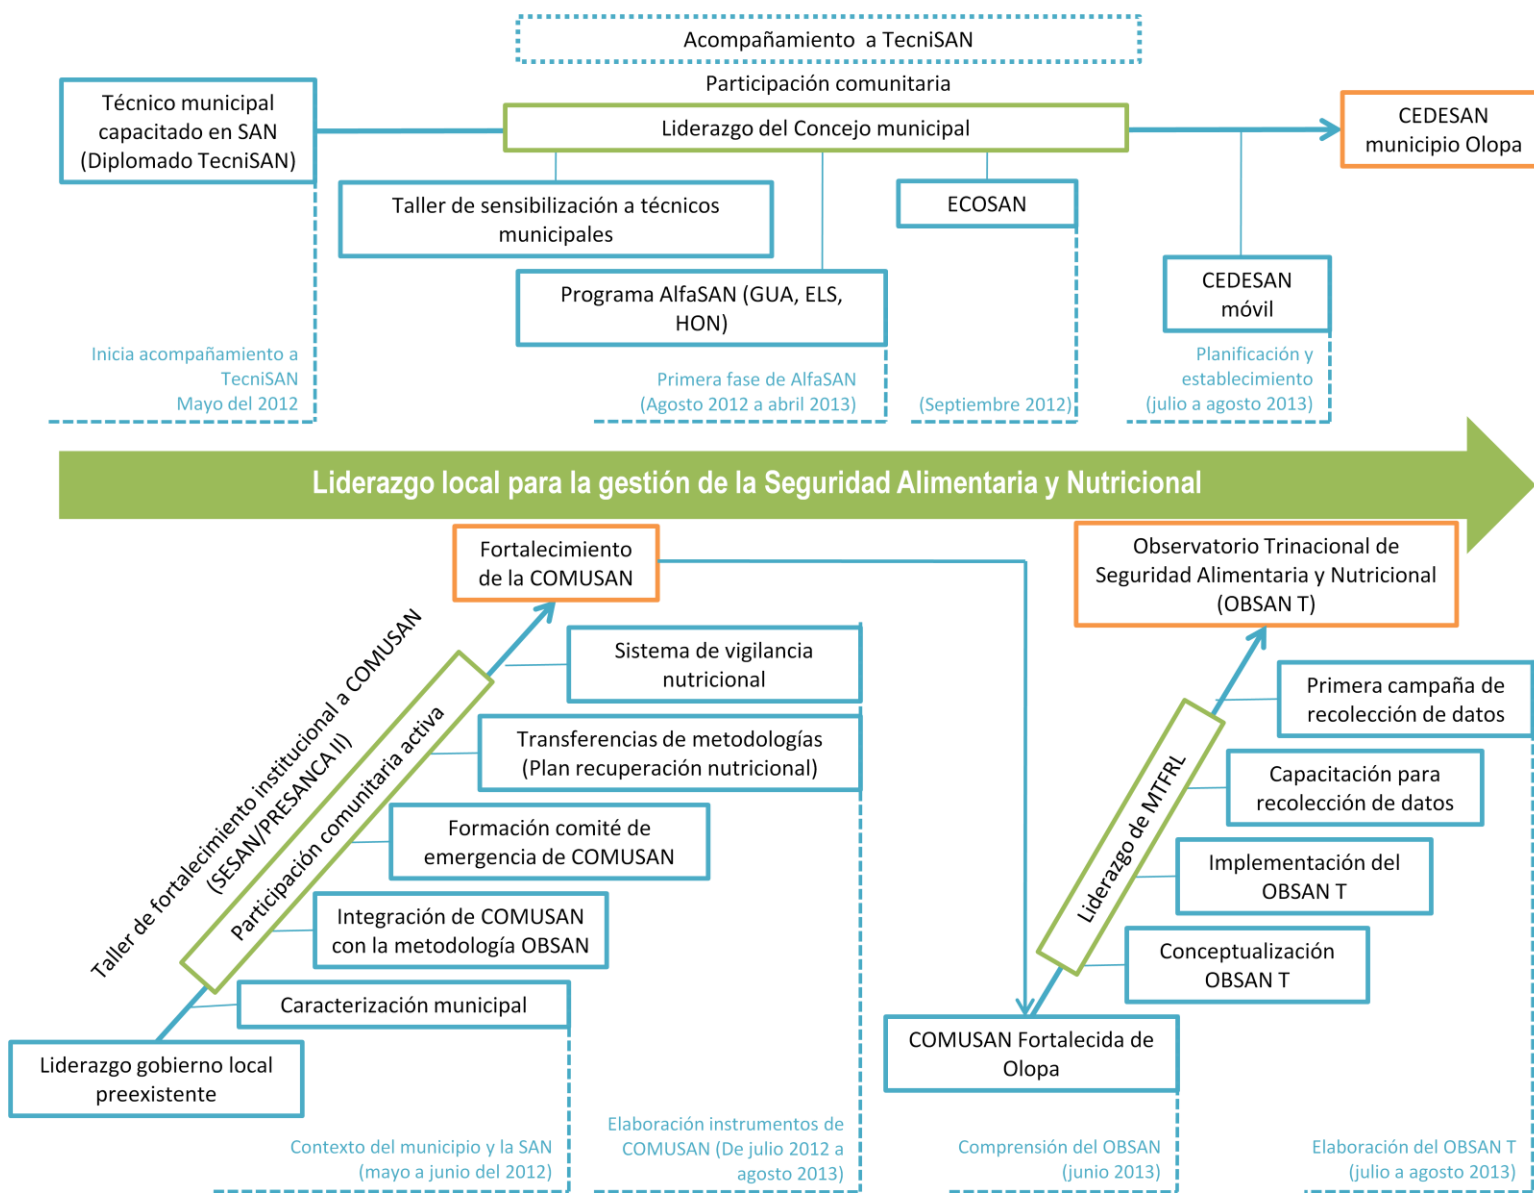 Acompañamiento a TecniSAN
Participación comunitaria
Técnico municipal
capacitado en SAN
(Diplomado TecniSAN)
Liderazgo del Concejo municipal
CEDESAN
municipio Olopa
Taller de sensibilización a técnicos
municipales
ECOSAN
Programa AlfaSAN (GUA, ELS,
HON)
CEDESAN
móvil
Inicia acompañamiento a
TecniSAN
Mayo del 2012
Primera fase de AlfaSAN
(Agosto 2012 a abril 2013)
(Septiembre 2012)
Planificación y
establecimiento
(julio a agosto 2013)
Liderazgo local para la gestión de la Seguridad Alimentaria y Nutricional
Fortalecimiento
de la COMUSAN
Taller de fortalecimiento institucional a COMUSAN
(SESAN/PRESANCA II)
Participación comunitaria activa
Sistema de vigilancia
nutricional
Transferencias de metodologías
(Plan recuperación nutricional)
Formación comité de
emergencia de COMUSAN
Integración de COMUSAN
con la metodología OBSAN
Caracterización municipal
Liderazgo gobierno local
preexistente
Contexto del municipio y la SAN
(mayo a junio del 2012)
Elaboración instrumentos de
COMUSAN (De julio 2012 a
agosto 2013)
Observatorio Trinacional de
Seguridad Alimentaria y Nutricional
(OBSAN T)
Liderazgo de MTFRL
Primera campaña de
recolección de datos
Capacitación para
recolección de datos
Implementación del
OBSAN T
Conceptualización
OBSAN T
COMUSAN Fortalecida de
Olopa
Comprensión del OBSAN
(junio 2013)
Elaboración del OBSAN T
(julio a agosto 2013)